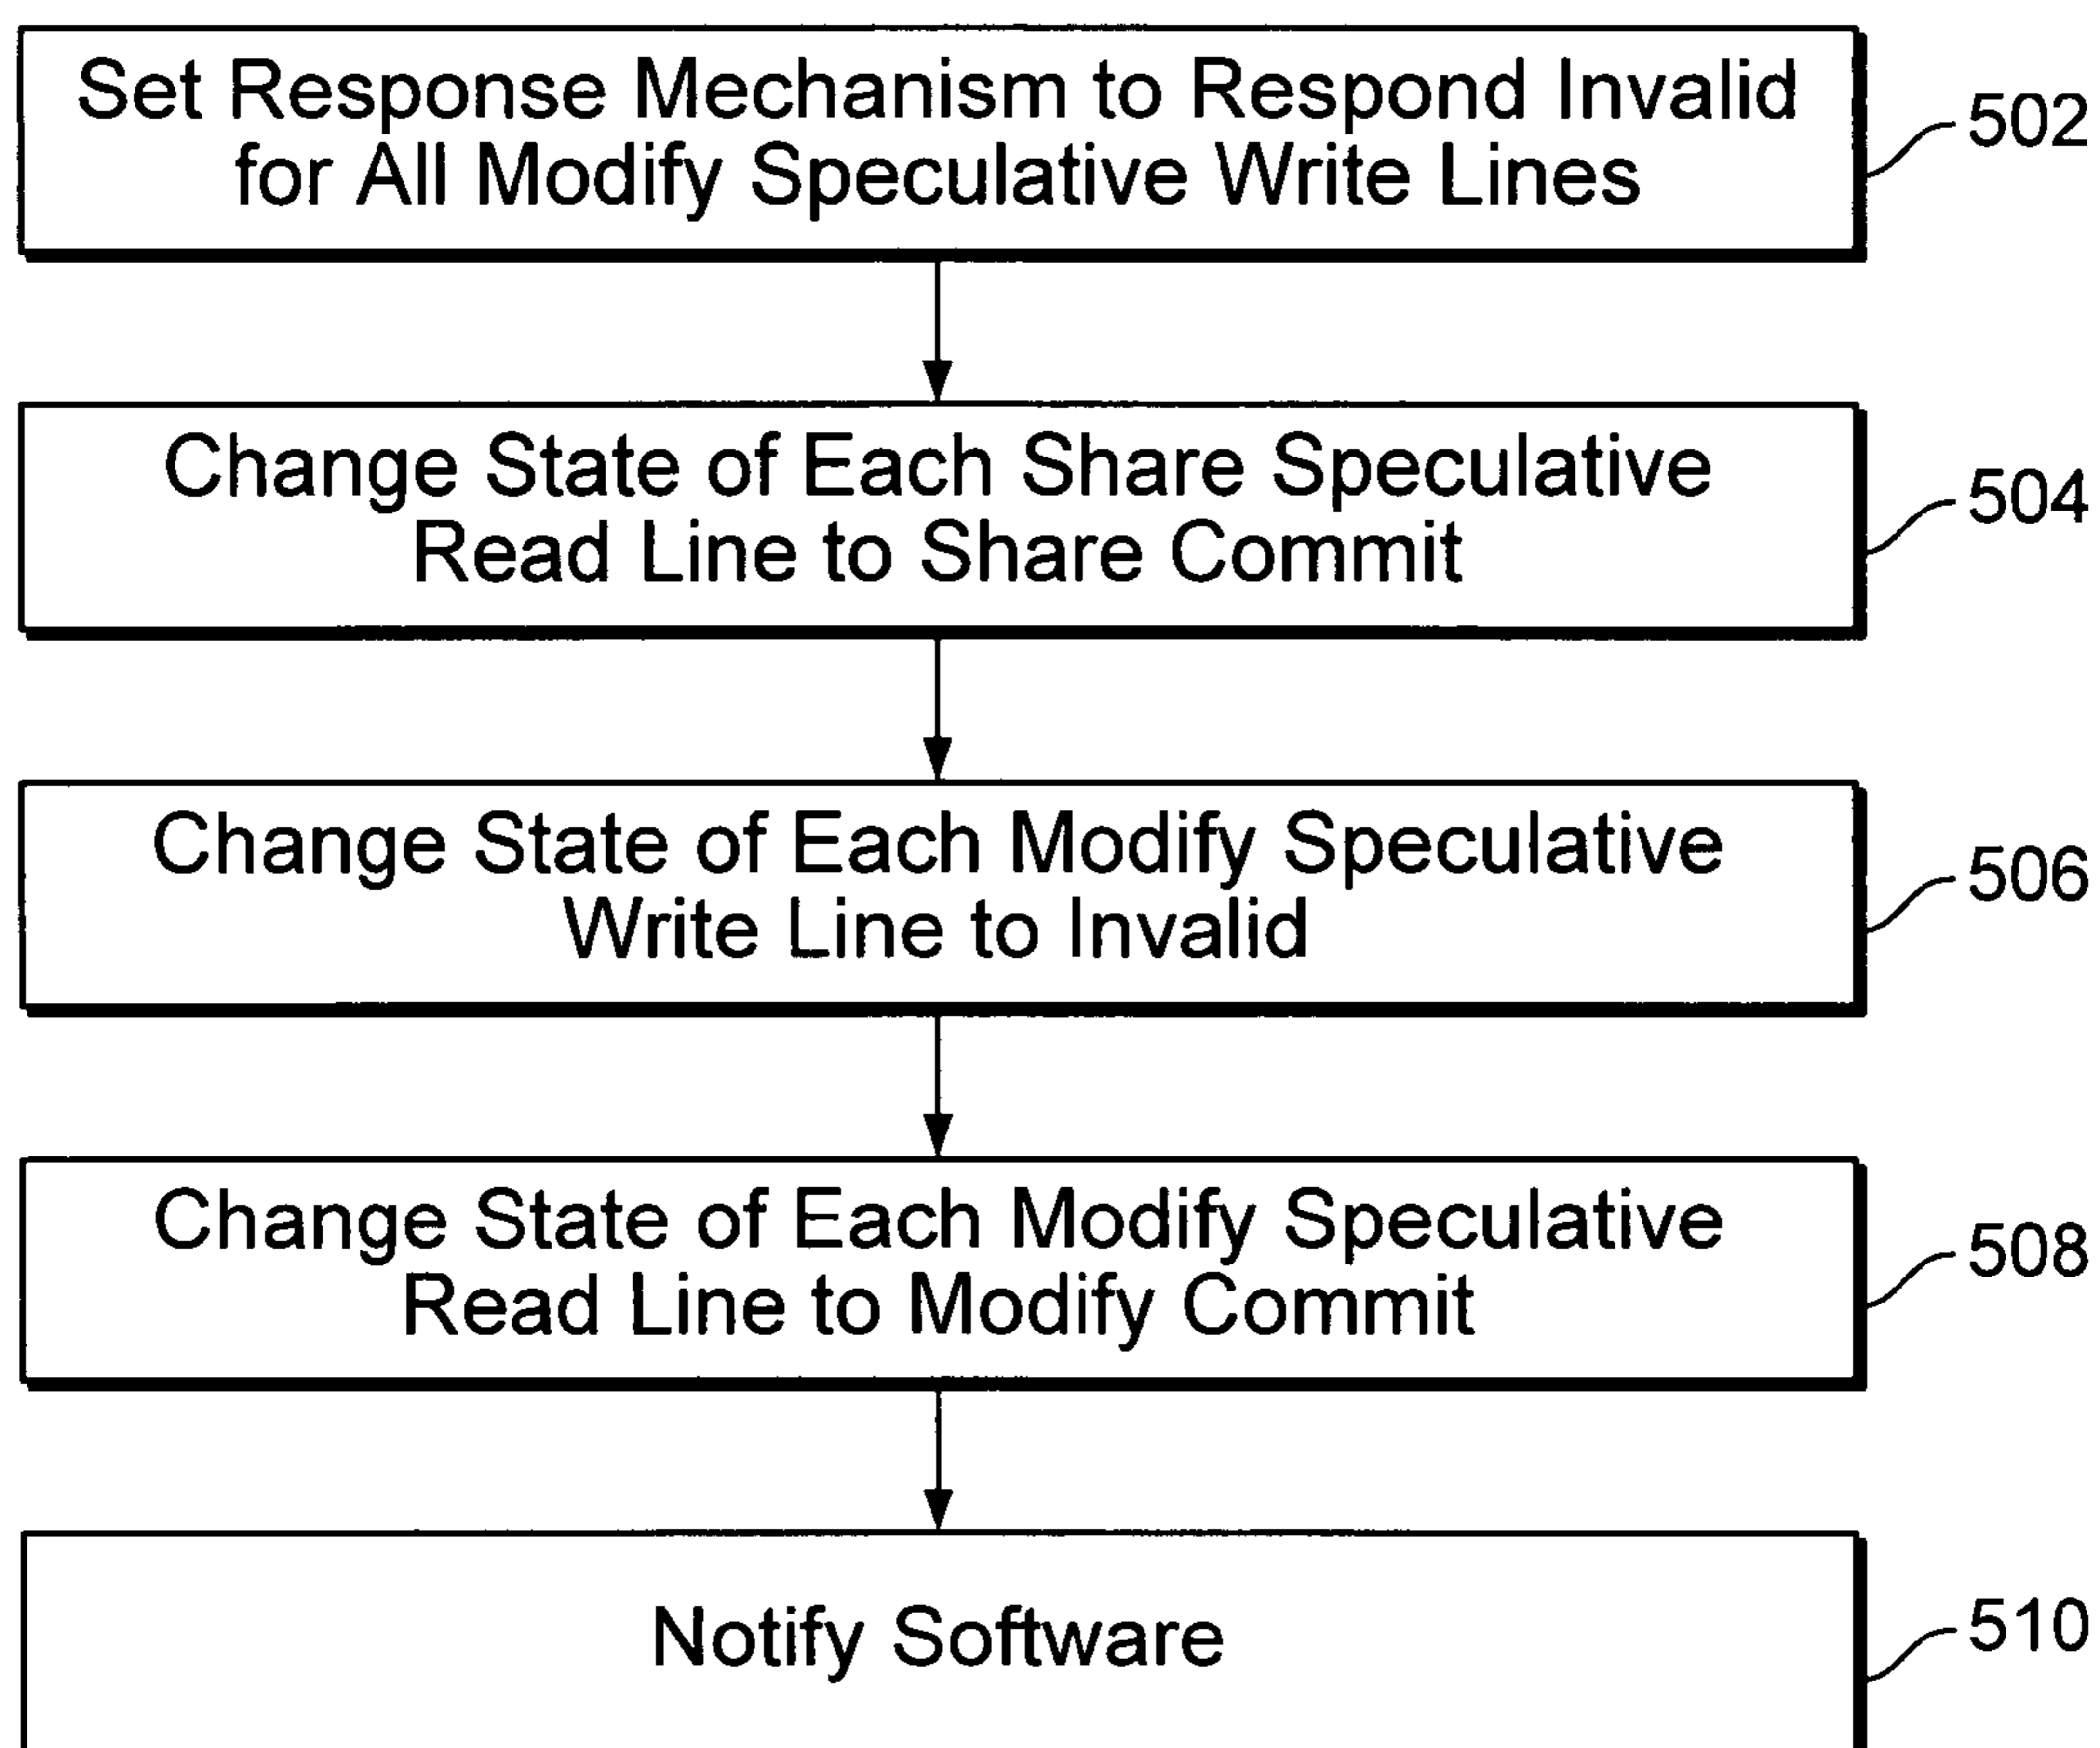 Set Response Mechanism to Respond Invalid
for All Modify Speculative Write Lines
502
Change State of Each Share Speculative
Read Line to Share Commit
504
Change State of Each Modify Speculative
Write Line to Invalid
506
Change State of Each Modify Speculative
Read Line to Modify Commit
508
Notify Software
510